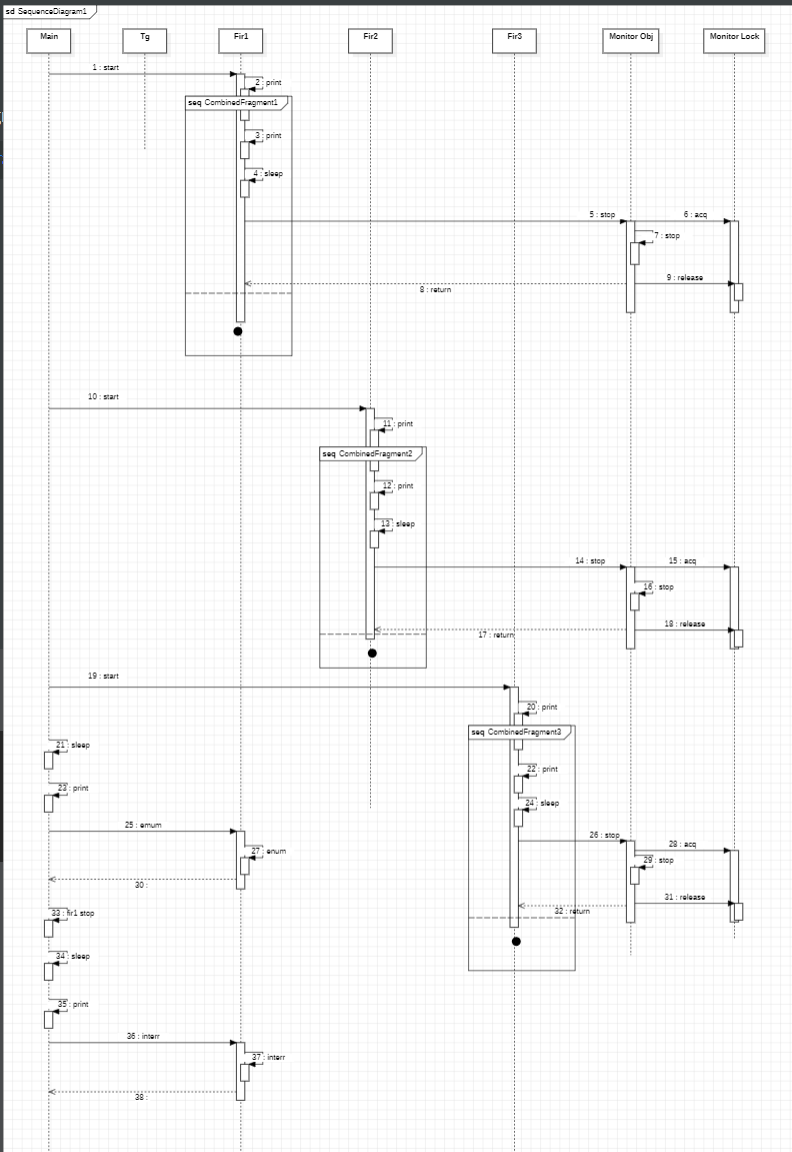 sd SequenceDiagram1
Main Tg Fir1 Fir2 Fir3 Monitor Obj Monitor Lock
1 : start
2 : print
seq CombinedFragment1
3 : print
4 : sleep
5 : stop 6 : acq
7 : stop
9 : release
8 : return
10 : start
11 : print
seq CombinedFragment2
12 : print
13 : sleep
14 : stop 15 : acq
16 : stop
18 : release
17 : return
19 : start
20 : print
seq CombinedFragment3
21 : sleep
22 : print
23 : print
24 : sleep
25 : enum
26 : stop
28 : acq
27 : enum
29 : stop
30 :
31 : release
32 : return
33 : fir1 stop
34 : sleep
35 : print
36 : interr
37 : interr
38 :